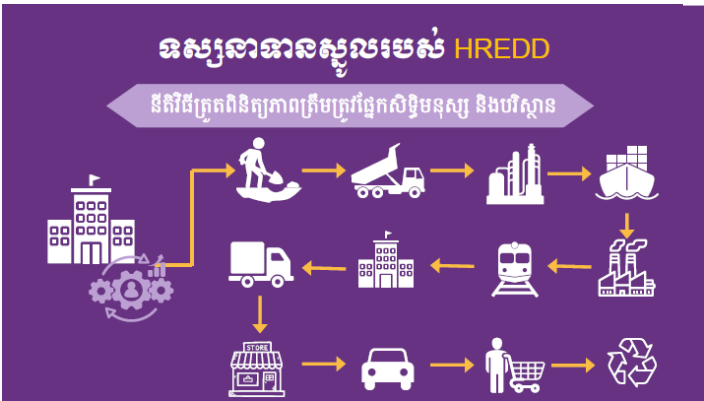 ទស្សនាទានស្នូលរបស់ HREDD
នីតិវិធីត្រួតពិនិត្យភាពត្រឹមត្រូវផ្នែកសិទ្ធិមនុស្ស និងបរិស្ថាន
STORE